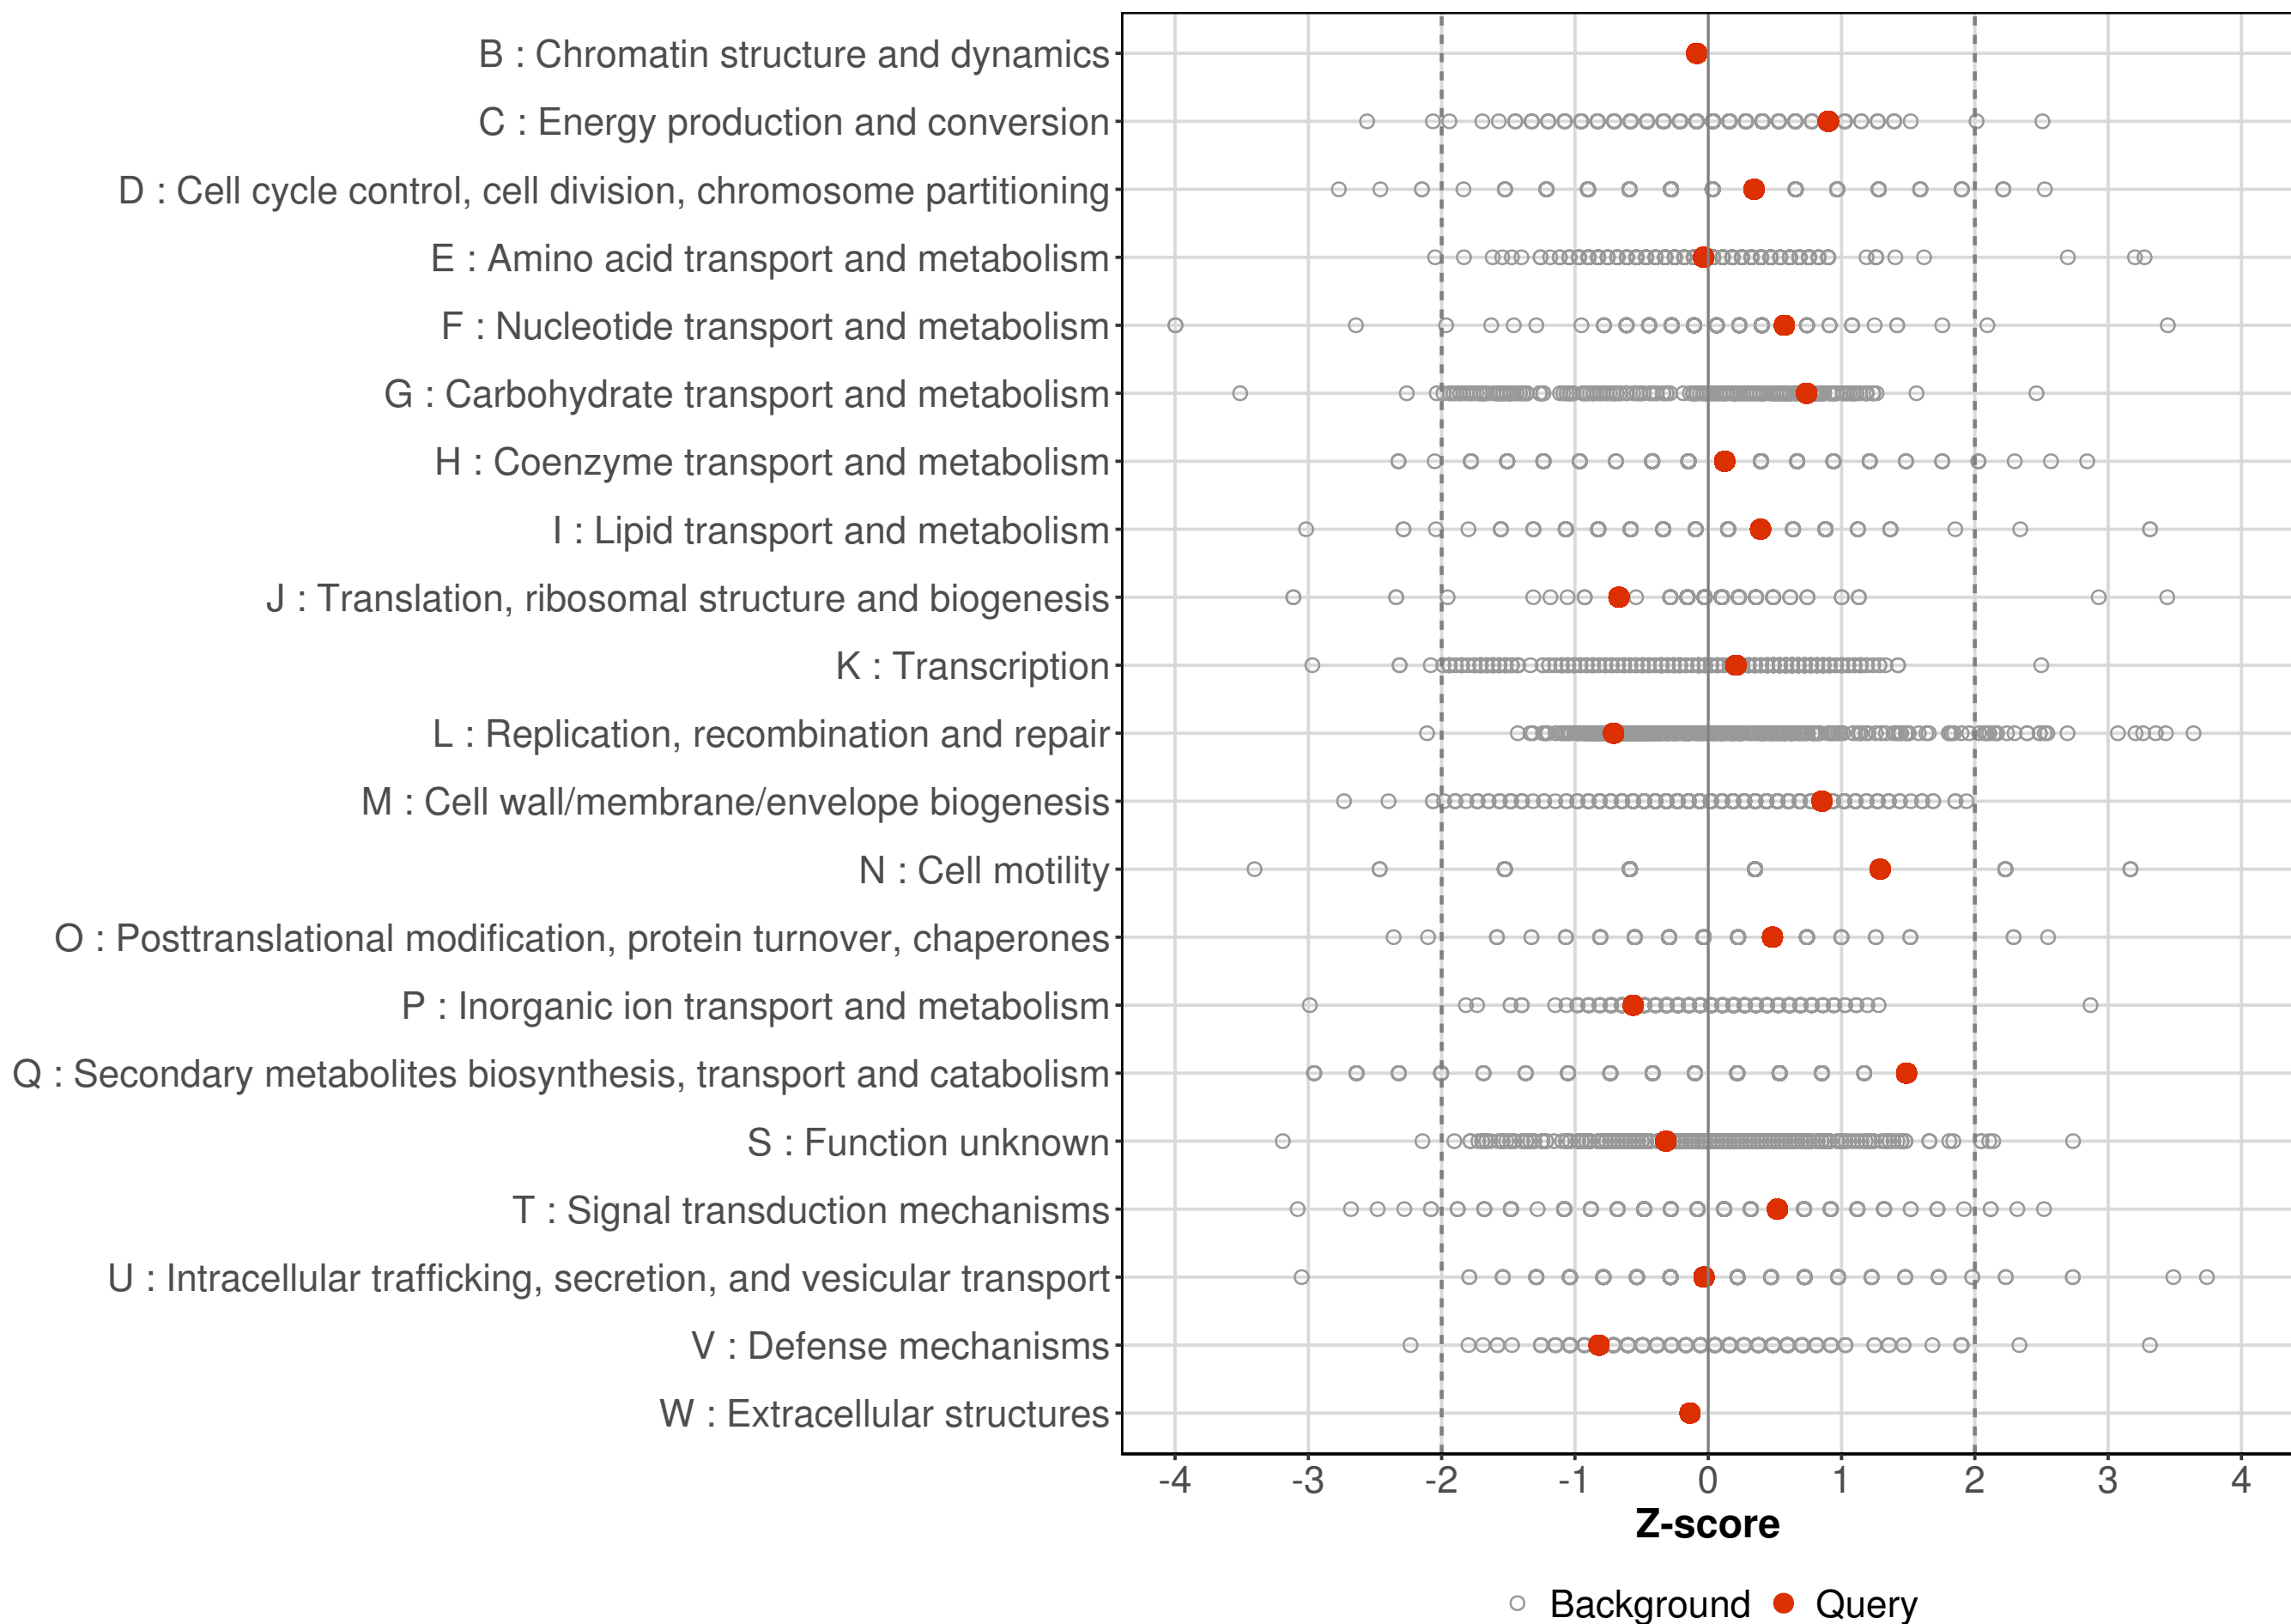 B : Chromatin structure and dynamics
C : Energy production and conversion
D : Cell cycle control, cell division, chromosome partitioning
E : Amino acid transport and metabolism
F : Nucleotide transport and metabolism
G : Carbohydrate transport and metabolism
H : Coenzyme transport and metabolism
I : Lipid transport and metabolism
J : Translation, ribosomal structure and biogenesis
K : Transcription
L : Replication, recombination and repair
M : Cell wall/membrane/envelope biogenesis
N : Cell motility
O : Posttranslational modification, protein turnover, chaperones
P : Inorganic ion transport and metabolism
Q : Secondary metabolites biosynthesis, transport and catabolism
S : Function unknown
T : Signal transduction mechanisms
U : Intracellular trafficking, secretion, and vesicular transport
V : Defense mechanisms
W : Extracellular structures
-4 -3 -2 -1 0 1 2 3 4
Z-score
Background Query